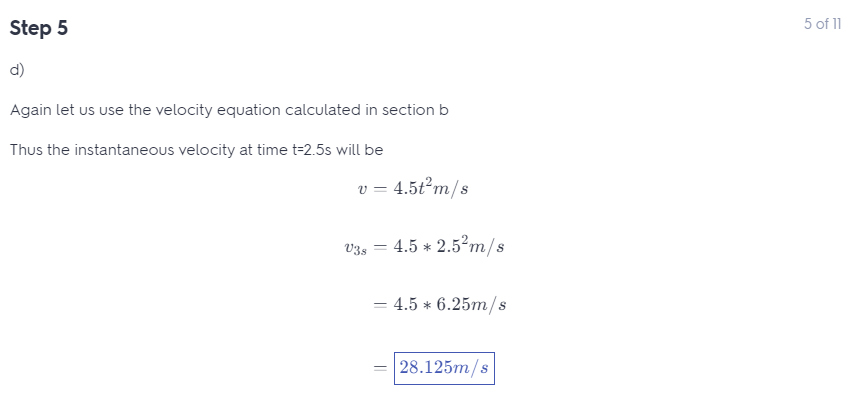 Step 5
5 of 11
d)
Again let us use the velocity equation calculated in section b
Thus the instantaneous velocity at time t=2.5s will be
v = 4.5t²m/s
v₃ₛ = 4.5 * 2.5²m/s
= 4.5 * 6.25m/s
= 28.125m/s